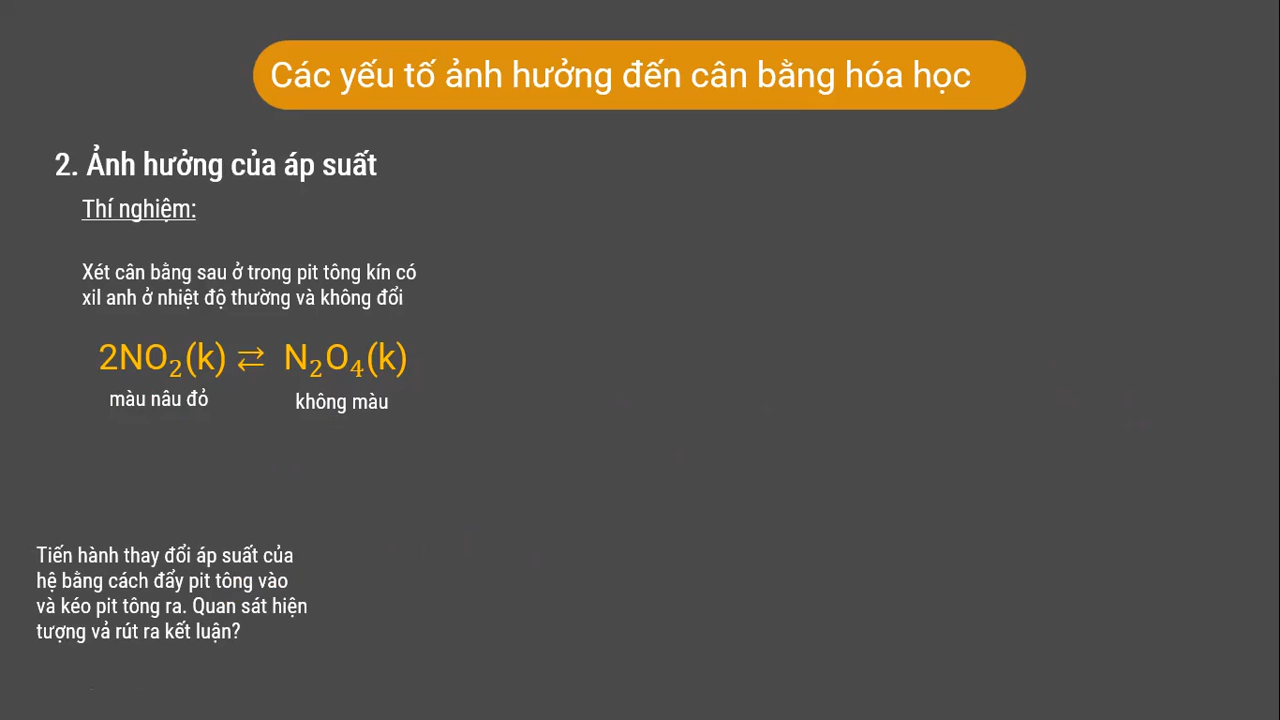 Các yếu tố ảnh hưởng đến cân bằng hóa học
2. Ảnh hưởng của áp suất
Thí nghiệm:
Xét cân bằng sau ở trong pit tông kín có
xil anh ở nhiệt độ thường và không đổi
2NO₂(k) ⇄ N₂O₄(k)
màu nâu đỏ không màu
Tiến hành thay đổi áp suất của
hệ bằng cách đẩy pit tông vào
và kéo pit tông ra. Quan sát hiện
tượng vả rút ra kết luận?